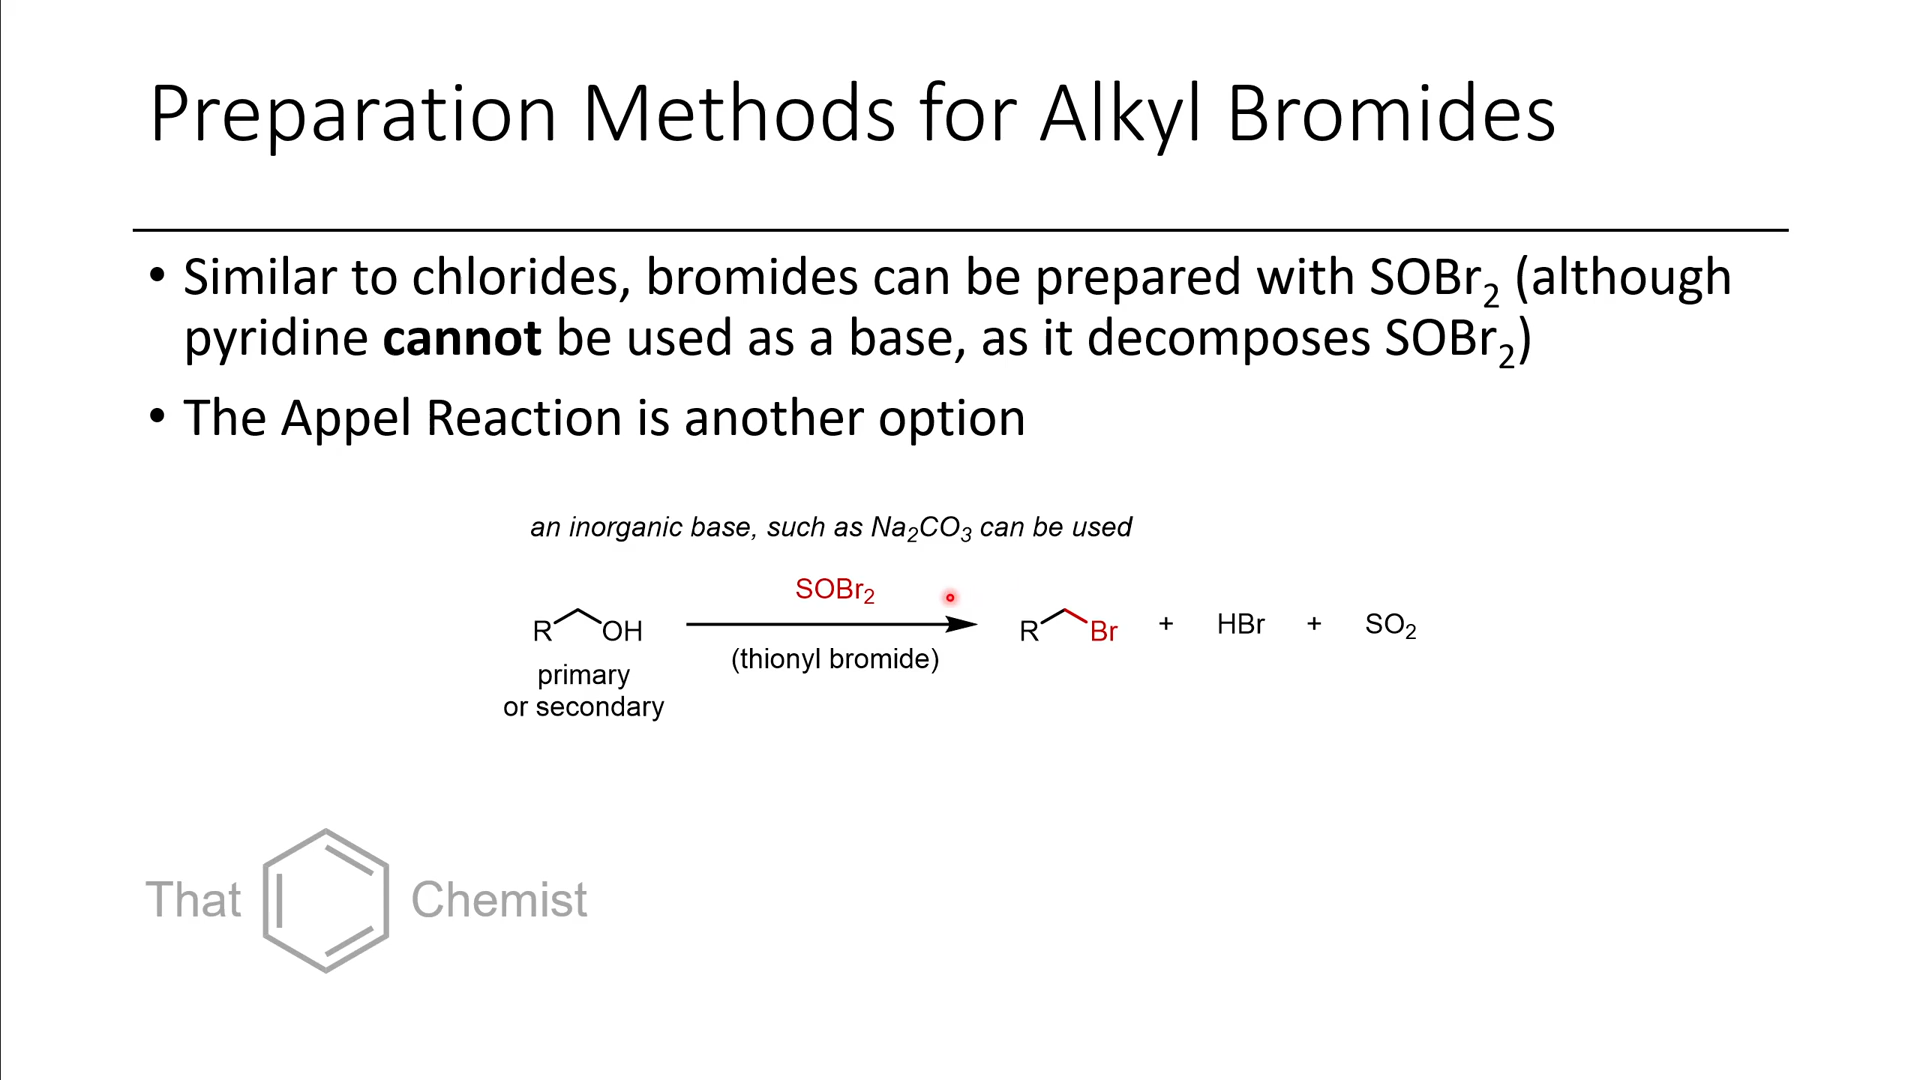 Preparation Methods for Alkyl Bromides
• Similar to chlorides, bromides can be prepared with SOBr₂ (although
pyridine cannot be used as a base, as it decomposes SOBr₂)
• The Appel Reaction is another option
an inorganic base, such as Na₂CO₃ can be used
SOBr₂
R OH R Br + HBr + SO₂
(thionyl bromide)
primary
or secondary
That Chemist